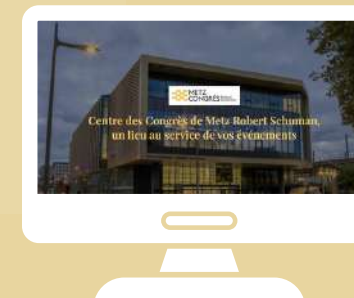 METZ
CONGRÈS
Centre des Congrès de Metz Robert Schuman,
un lieu au service de vos événements